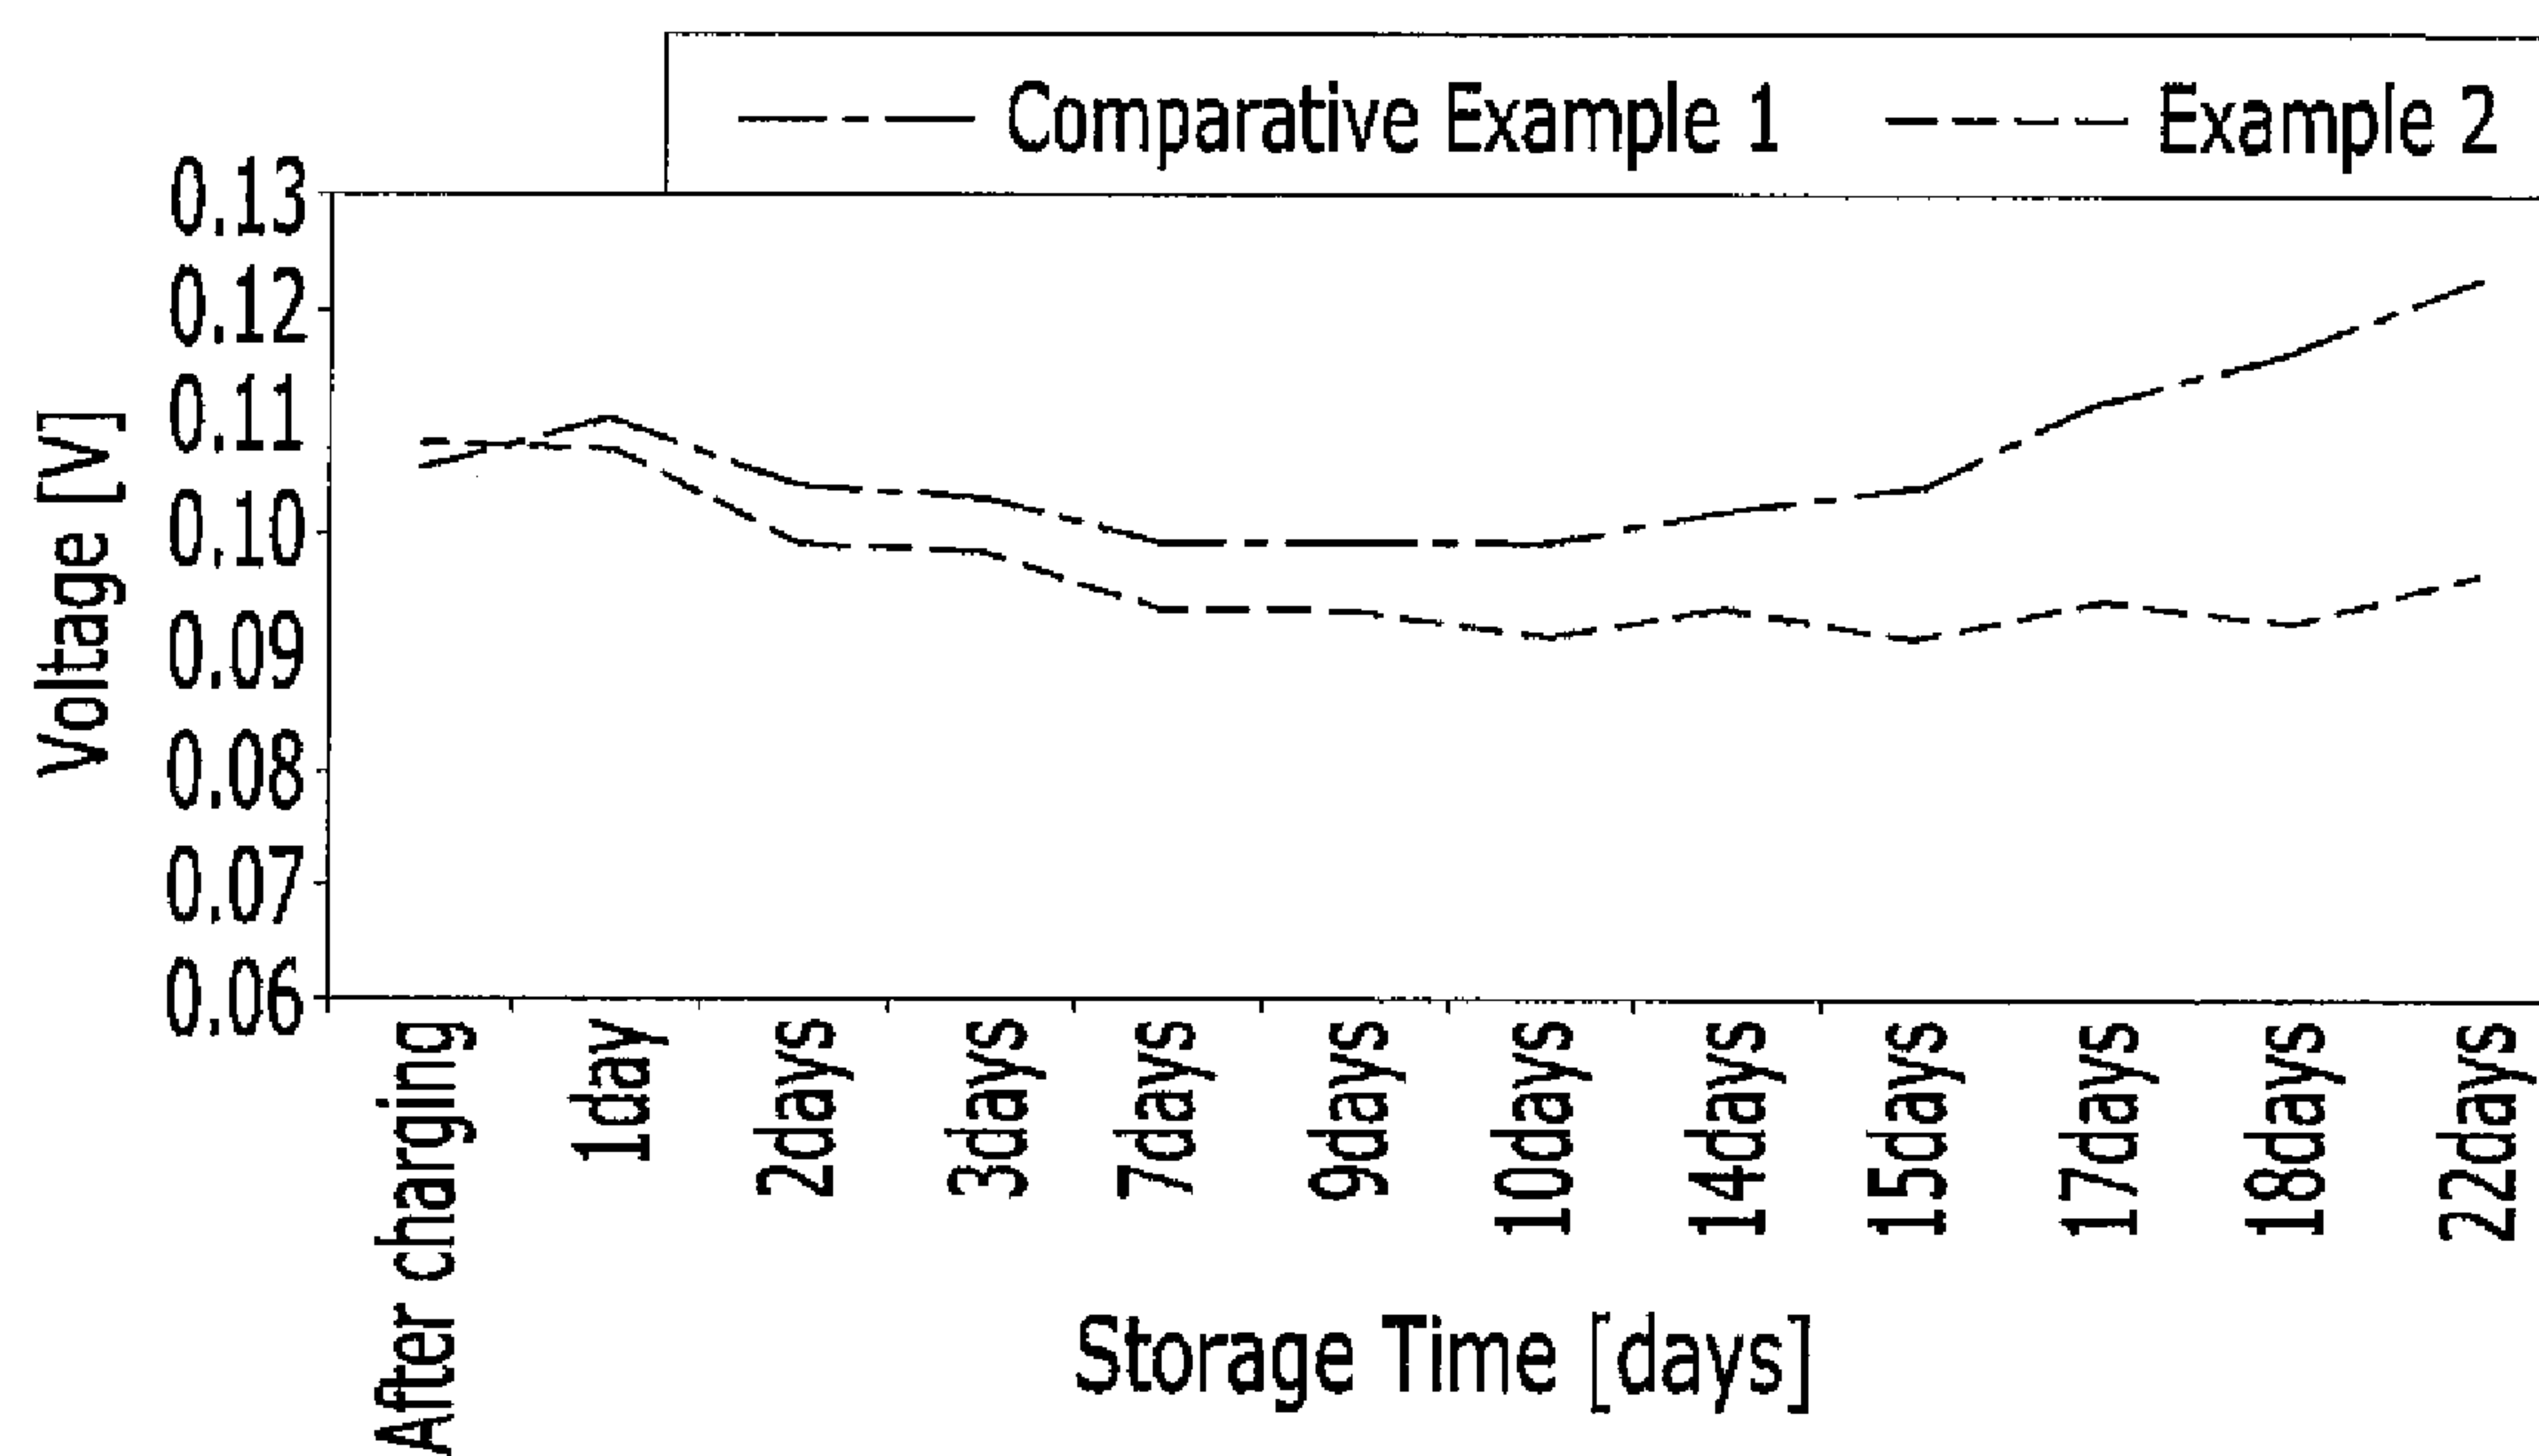 Comparative Example 1
Example 2
Voltage [V]
0.13
0.12
0.11
0.10
0.09
0.08
0.07
0.06
After charging
1day
2days
3days
7days
9days
10days
14days
15days
17days
18days
22days
Storage Time [days]